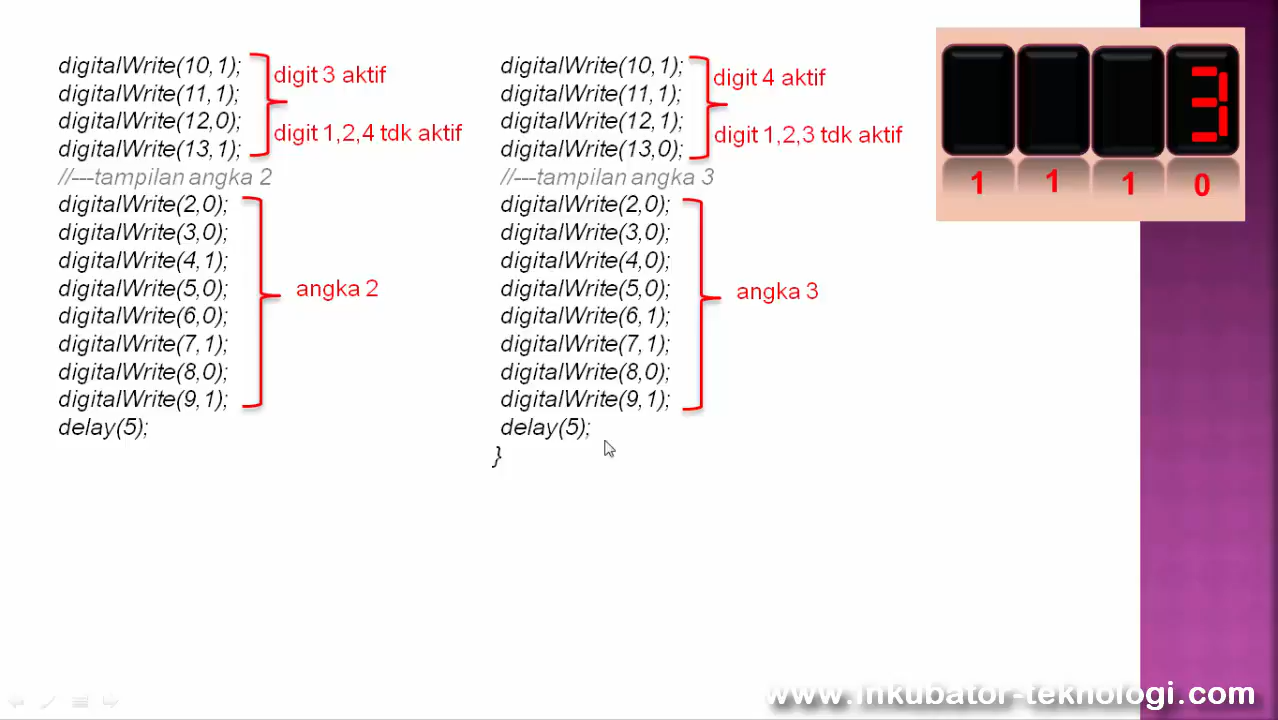 digitalWrite(10,1);
digitalWrite(11,1);
digitalWrite(12,0);
digitalWrite(13,1);
digit 3 aktif
digit 1,2,4 tdk aktif
//---tampilan angka 2
digitalWrite(2,0);
digitalWrite(3,0);
digitalWrite(4,1);
digitalWrite(5,0);
digitalWrite(6,0);
digitalWrite(7,1);
digitalWrite(8,0);
digitalWrite(9,1);
angka 2
delay(5);
digitalWrite(10,1);
digitalWrite(11,1);
digitalWrite(12,1);
digitalWrite(13,0);
digit 4 aktif
digit 1,2,3 tdk aktif
//---tampilan angka 3
digitalWrite(2,0);
digitalWrite(3,0);
digitalWrite(4,0);
digitalWrite(5,0);
digitalWrite(6,1);
digitalWrite(7,1);
digitalWrite(8,0);
digitalWrite(9,1);
angka 3
delay(5);
}
3
1 1 1 0
www.inkubator-teknologi.com